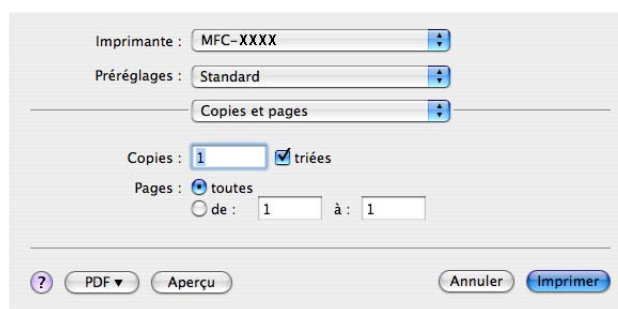 Imprimante : MFC-XXXX
Préréglages : Standard
Copies et pages
Copies : 1 triées
Pages : toutes
de : 1 à : 1
? PDF▼ Aperçu Annuler Imprimer